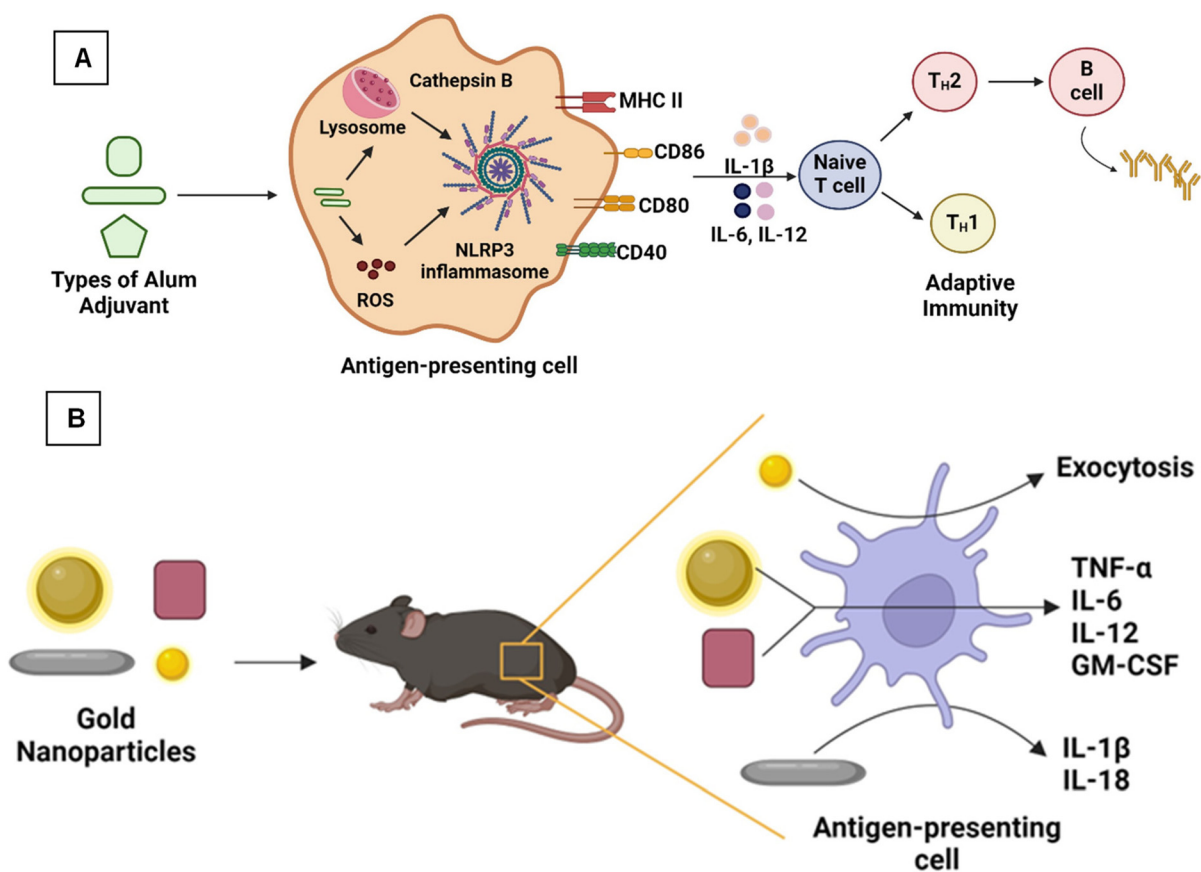 A
Cathepsin B
Lysosome
MHC II
CD86
CD80
CD40
NLRP3
inflammasome
ROS
Types of Alum
Adjuvant
Antigen-presenting cell
IL-1β
IL-6, IL-12
Naive
T cell
TH2
B
cell
TH1
Adaptive
Immunity
B
Gold
Nanoparticles
Exocytosis
TNF-α
IL-6
IL-12
GM-CSF
IL-1β
IL-18
Antigen-presenting
cell